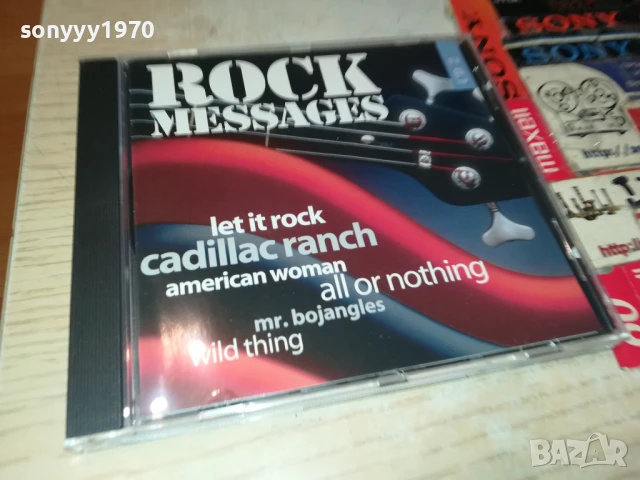 sonyyy1970
ROCK
MESSAGES
let it rock
cadillac ranch
american woman
all or nothing
mr. bojangles
wild thing
SONY
SONY
SONY
maxell
http:/
BAZAR